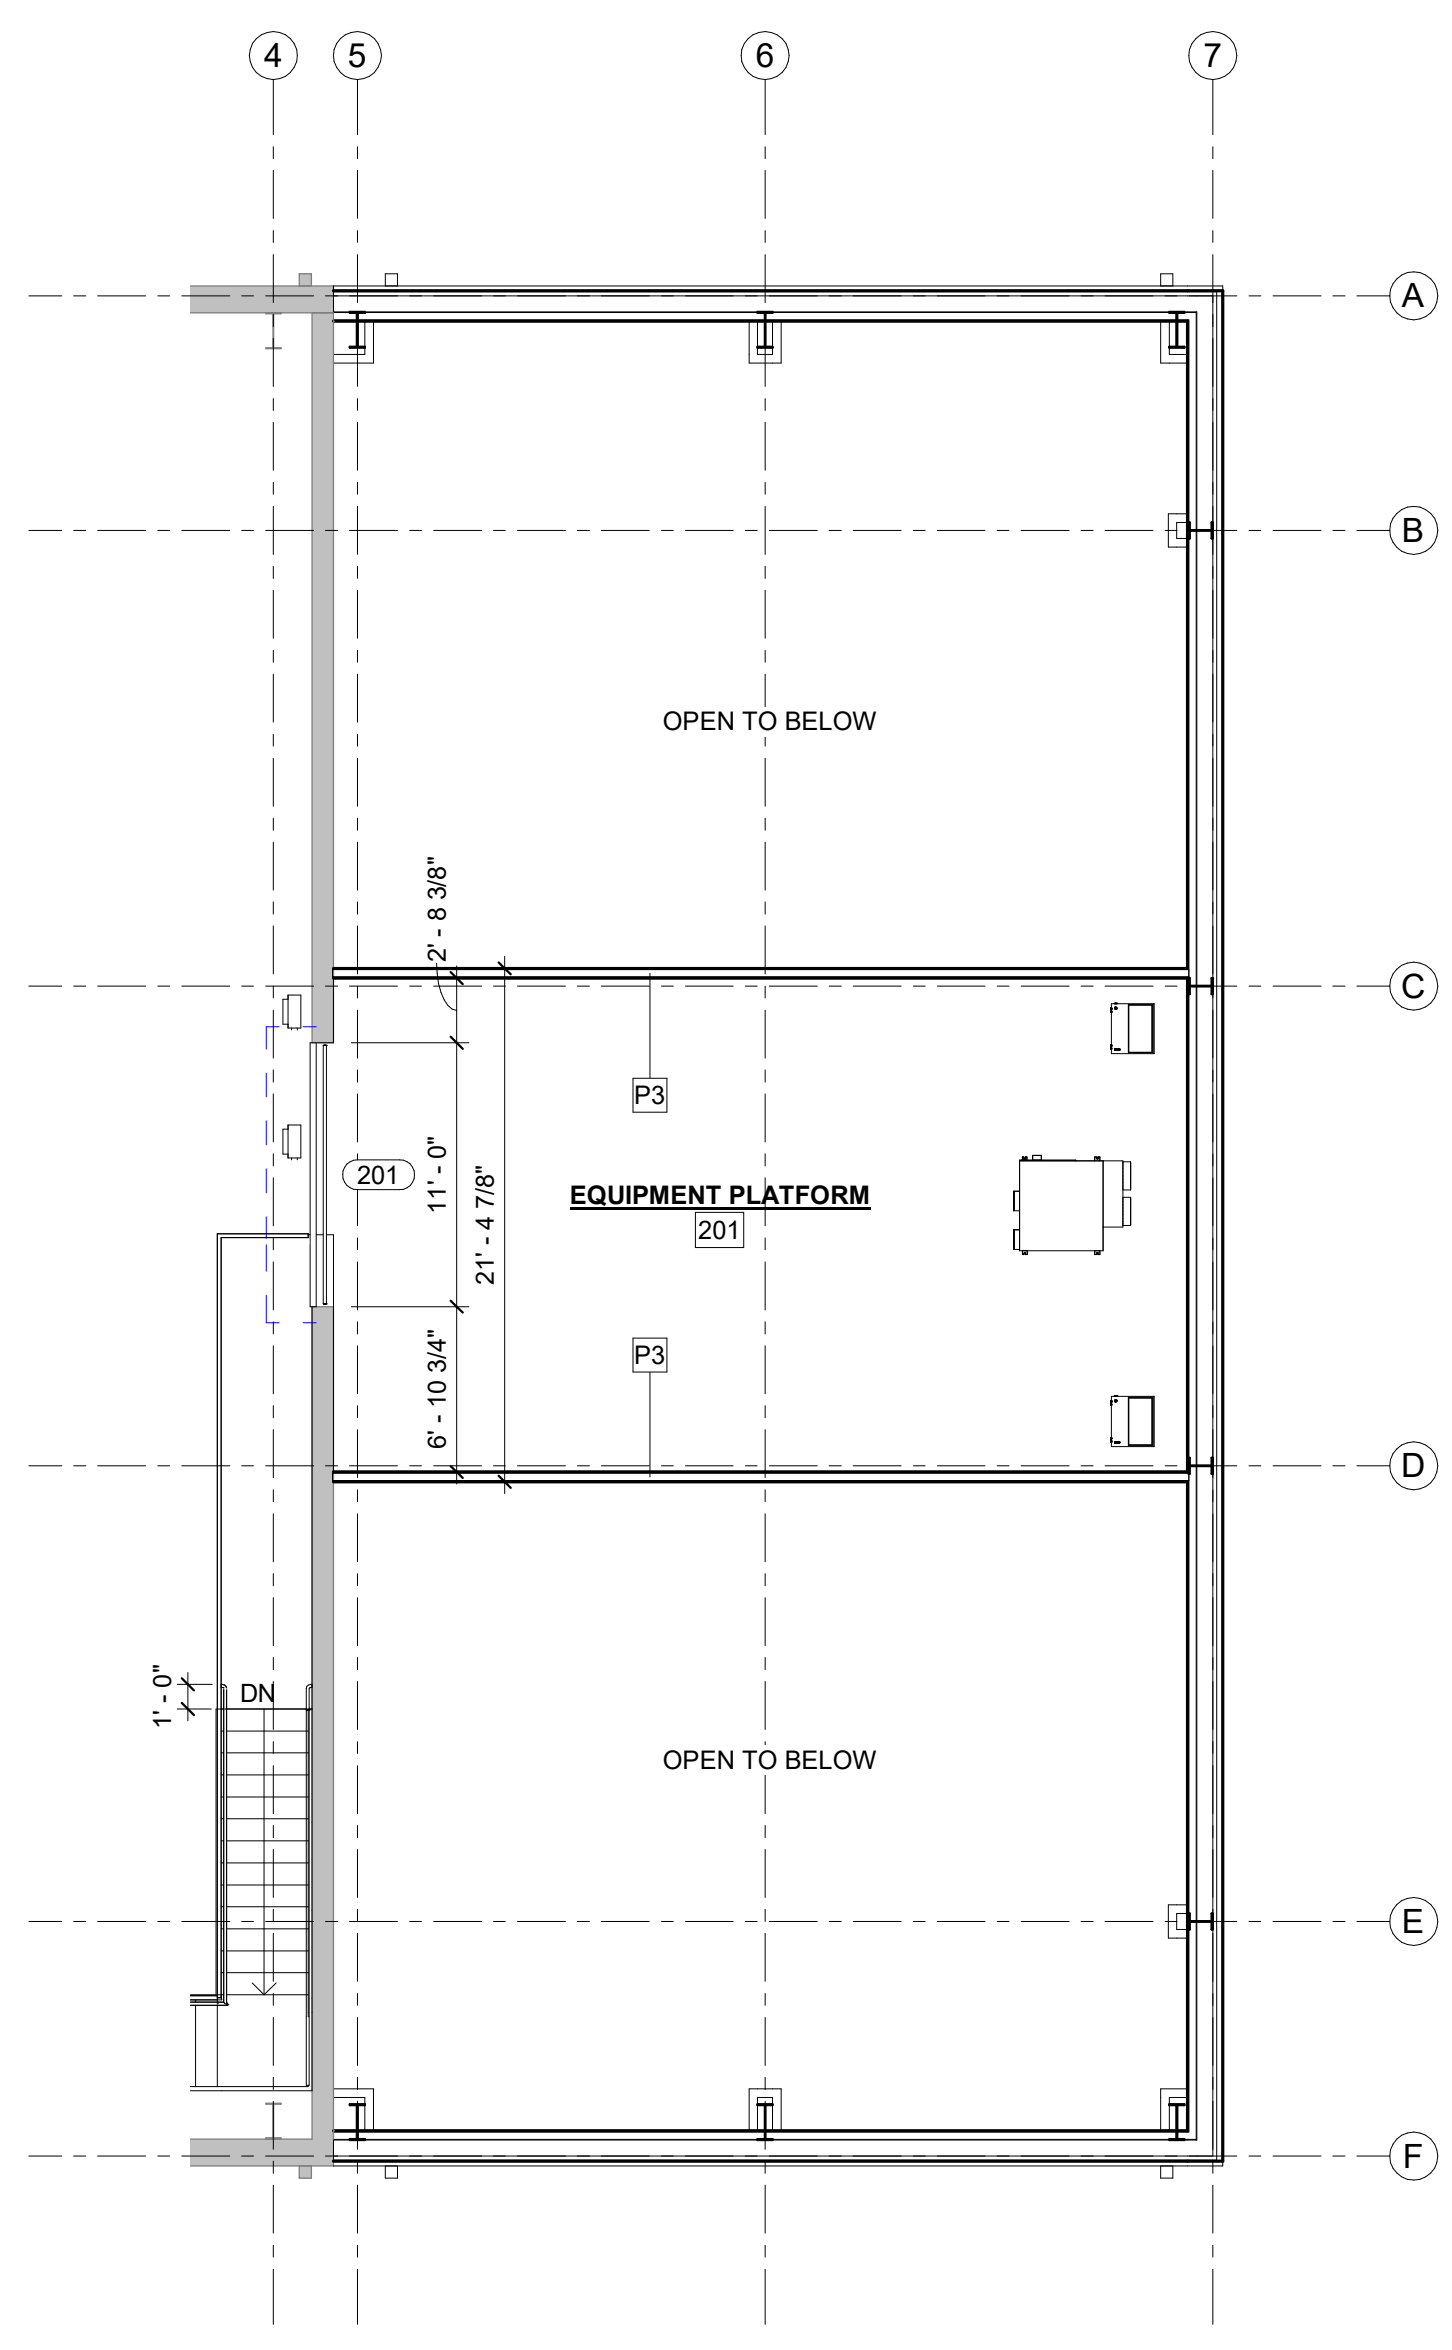 4
5
6
7
A
B
OPEN TO BELOW
2' - 8 3/8"
C
P3
11' - 0"
201
21' - 4 7/8"
EQUIPMENT PLATFORM
201
6' - 10 3/4"
P3
D
1' - 0"
DN
OPEN TO BELOW
E
F